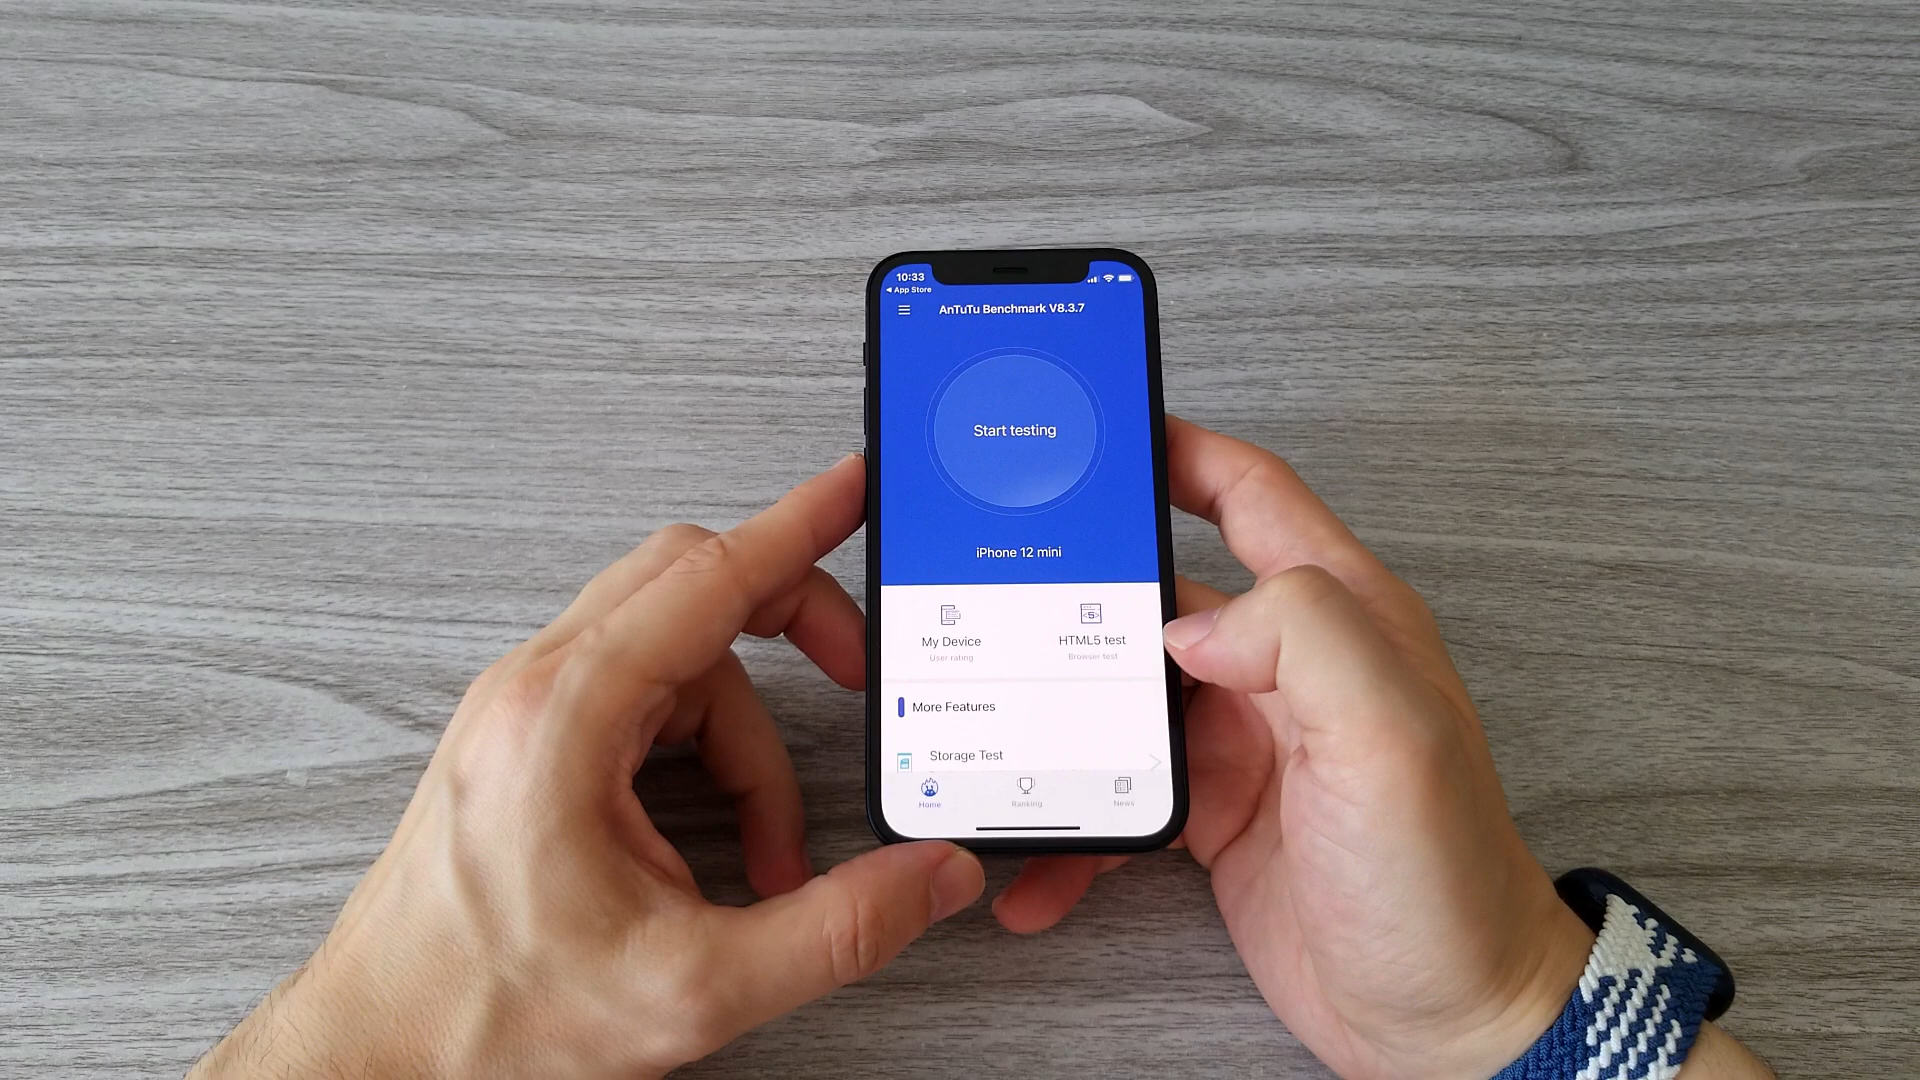 10:33
◀ App Store
AnTuTu Benchmark V8.3.7
Start testing
iPhone 12 mini
My Device
HTML5 test
User rating
Browser test
More Features
Storage Test
Home
Ranking
News